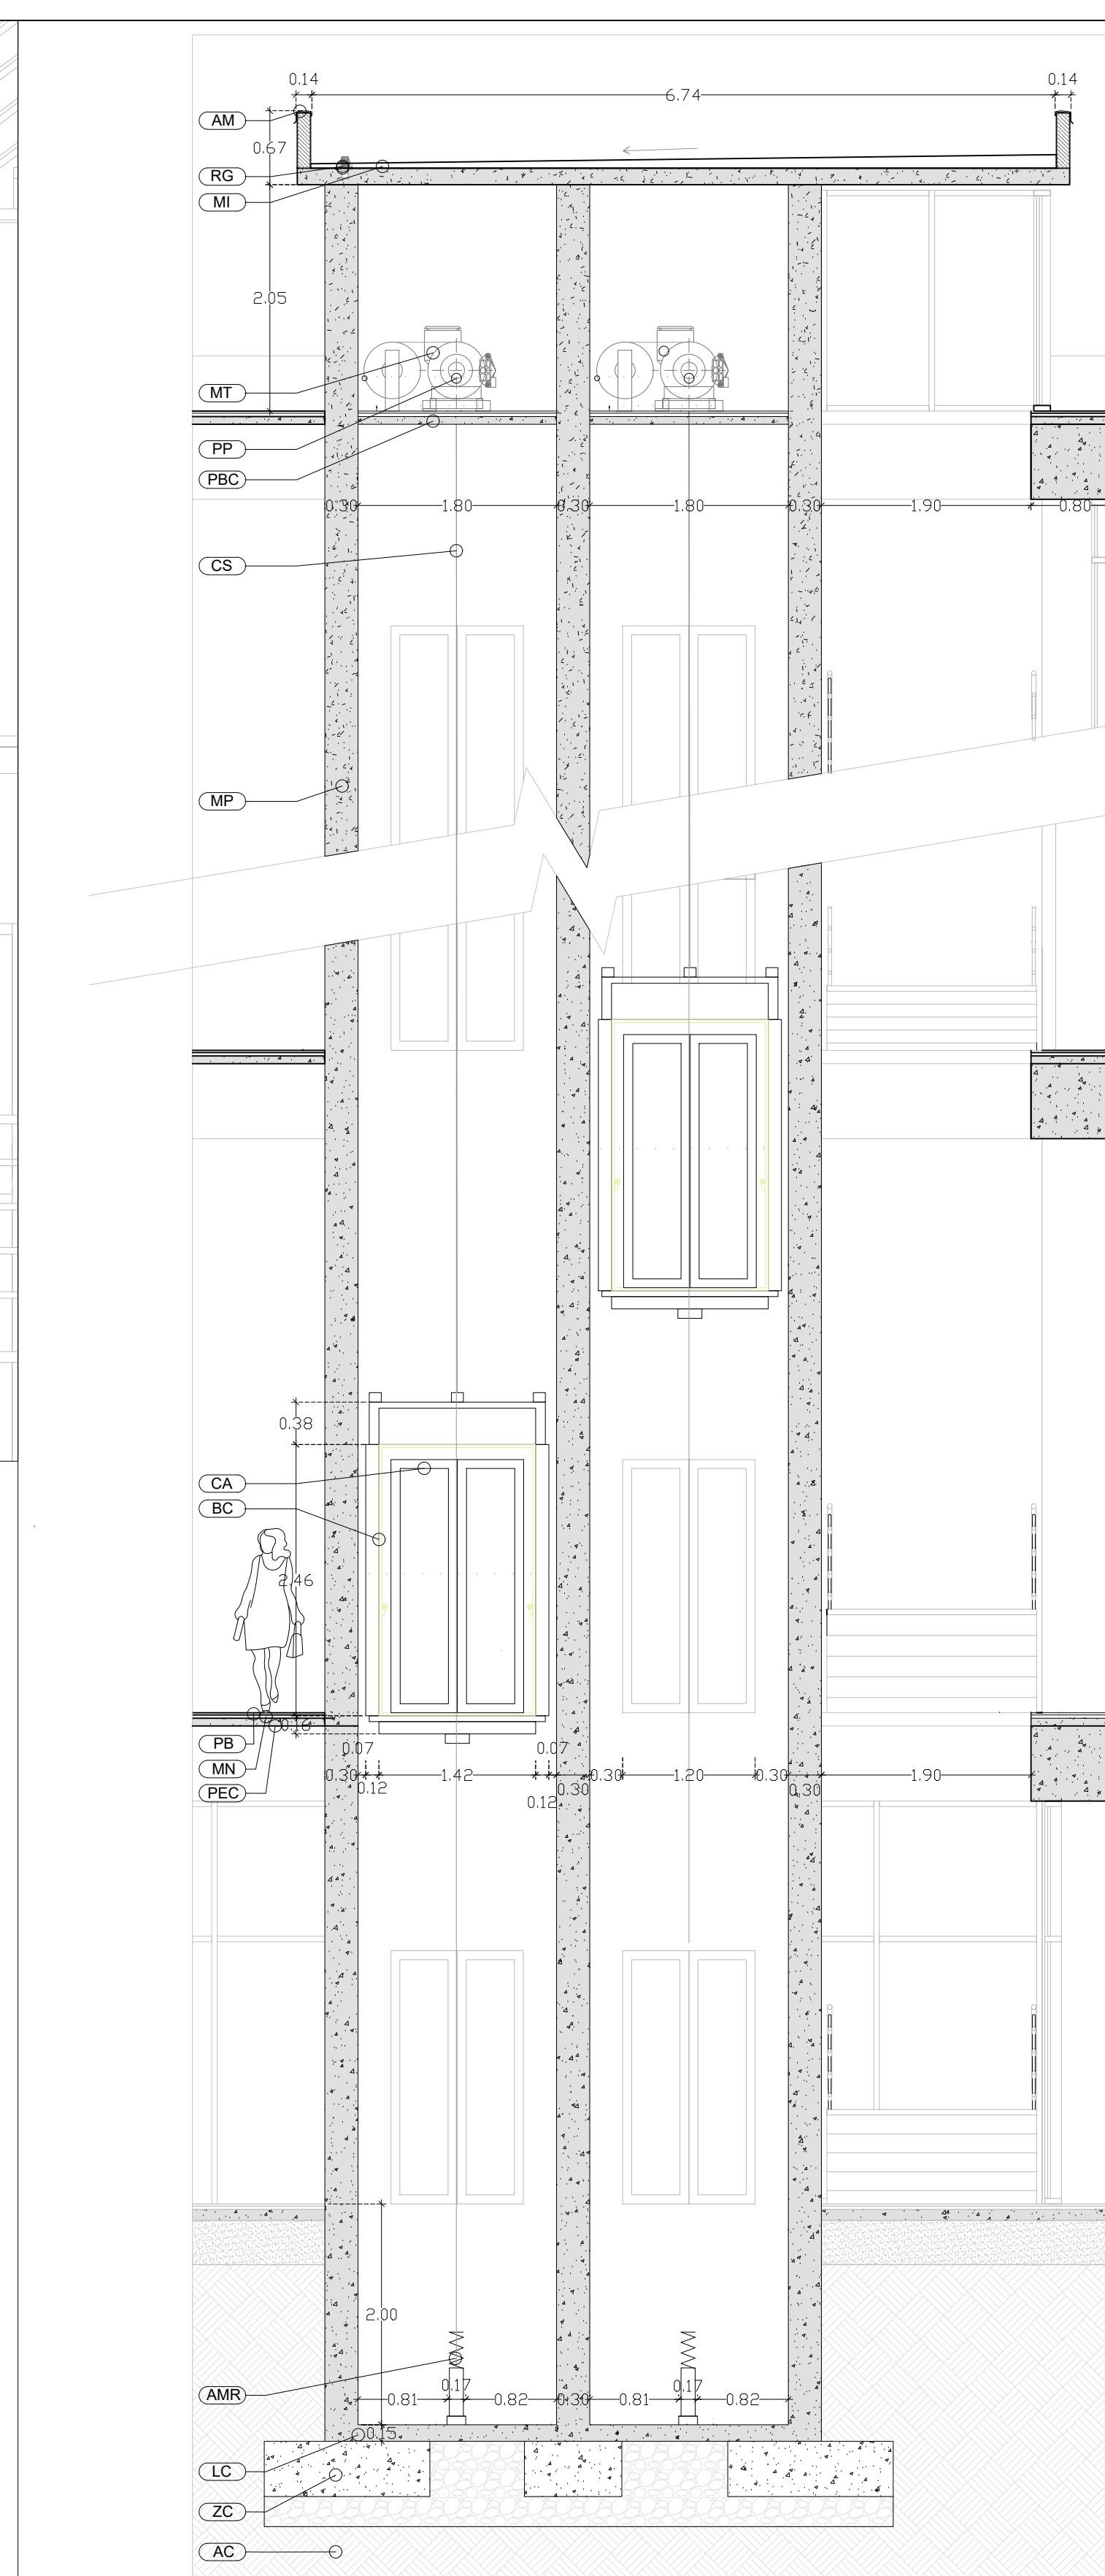 0.14 0.14
6.74
AM
0.67
RG
MI
2.05
MT
PP
PBC
0.30 1.80 0.30 1.80 0.30 1.90 0.80
CS
MP
0.38
CA
BC
2.46
0.16
PB
0.07 0.07
MN
0.30 0.12 1.42 0.12 0.30 0.30 1.20 0.30 0.30 1.90
PEC
2.00
AMR
0.17 0.17
0.81 0.82 0.30 0.81 0.82
0.15
LC
ZC
AC